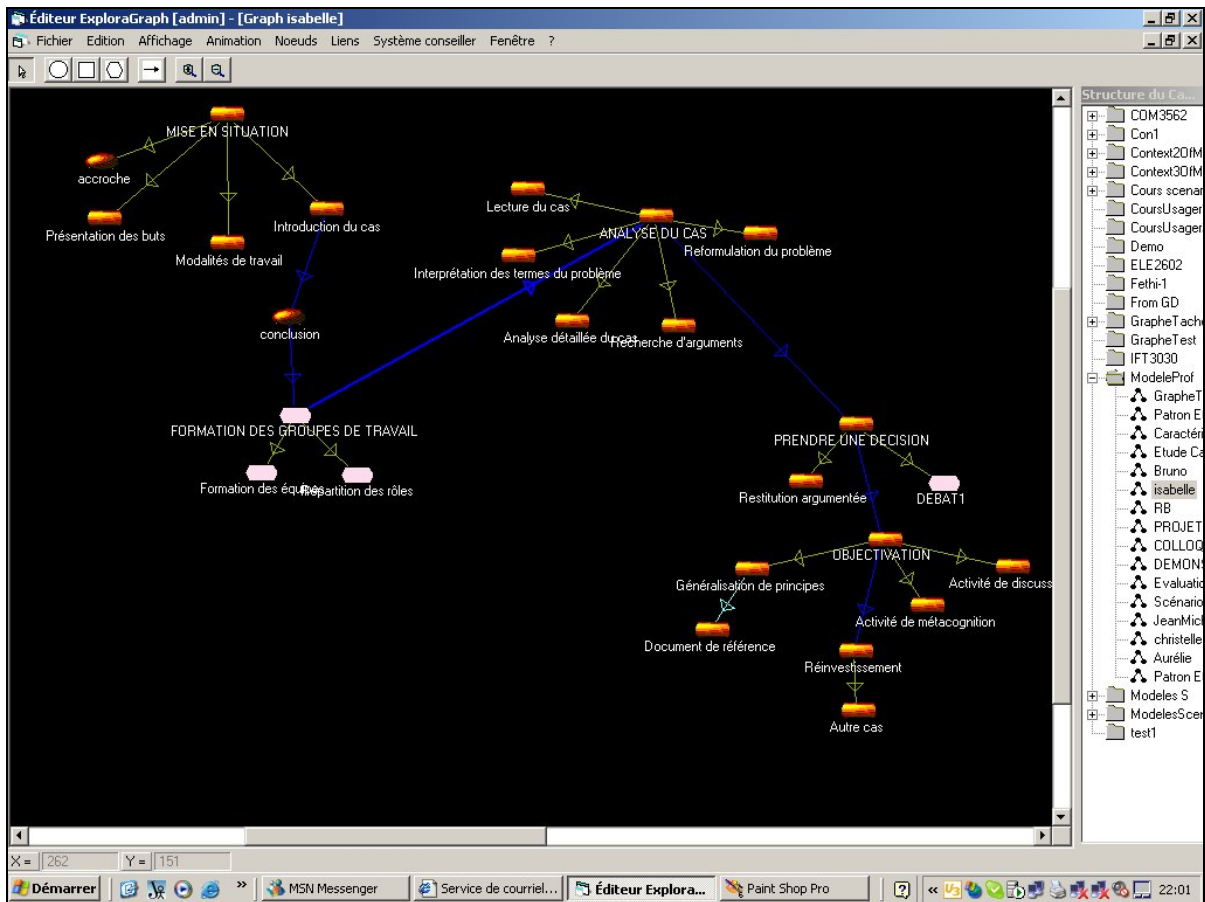 Éditeur ExploraGraph [admin] - [Graph isabelle]
Fichier Edition Affichage Animation Noeuds Liens Système conseiller Fenêtre ?
MISE EN SITUATION
accroche
Présentation des buts
Modalités de travail
Introduction du cas
conclusion
FORMATION DES GROUPES DE TRAVAIL
Formation des équipes
Répartition des rôles
Lecture du cas
ANALYSE DU CAS
Reformulation du problème
Interprétation des termes du problème
Analyse détaillée du cas
Recherche d'arguments
PRENDRE UNE DECISION
Restitution argumentée
DEBAT1
OBJECTIVATION
Généralisation de principes
Activité de discuss
Activité de métacognition
Document de référence
Réinvestissement
Autre cas
Structure du Ca...
COM3562
Con1
Context2OfM
Context3OfM
Cours scenar
CoursUsager
CoursUsager
Demo
ELE2602
Fethi-1
From GD
GrapheTache
GrapheTest
IFT3030
ModeleProf
GrapheT
Patron E
Caractéri
Etude Ca
Bruno
isabelle
RB
PROJET
COLLOQ
DEMONS
Evaluatio
Scénario
JeanMicl
christelle
Aurélie
Patron E
Modeles S
ModelesScer
test1
X = 262 Y = 151
Démarrer » MSN Messenger Service de courriel... Éditeur Explora... Paint Shop Pro ? « V3 22:01